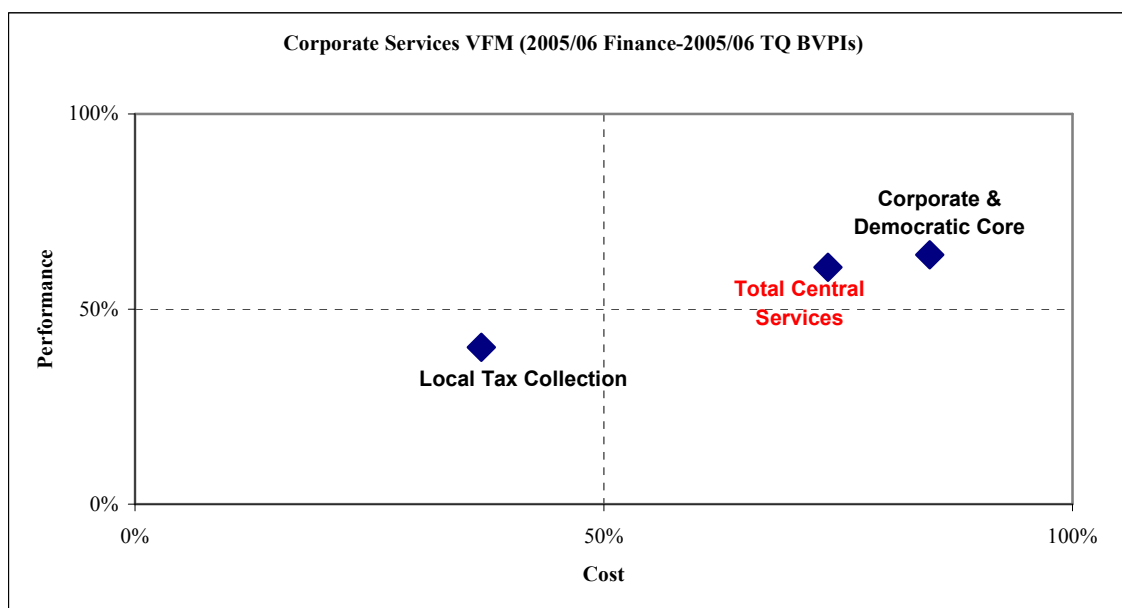 Corporate Services VFM (2005/06 Finance-2005/06 TQ BVPIs)
100%
Corporate &
Democratic Core
Total Central
Services
50%
Performance
Local Tax Collection
0%
0%
50%
100%
Cost